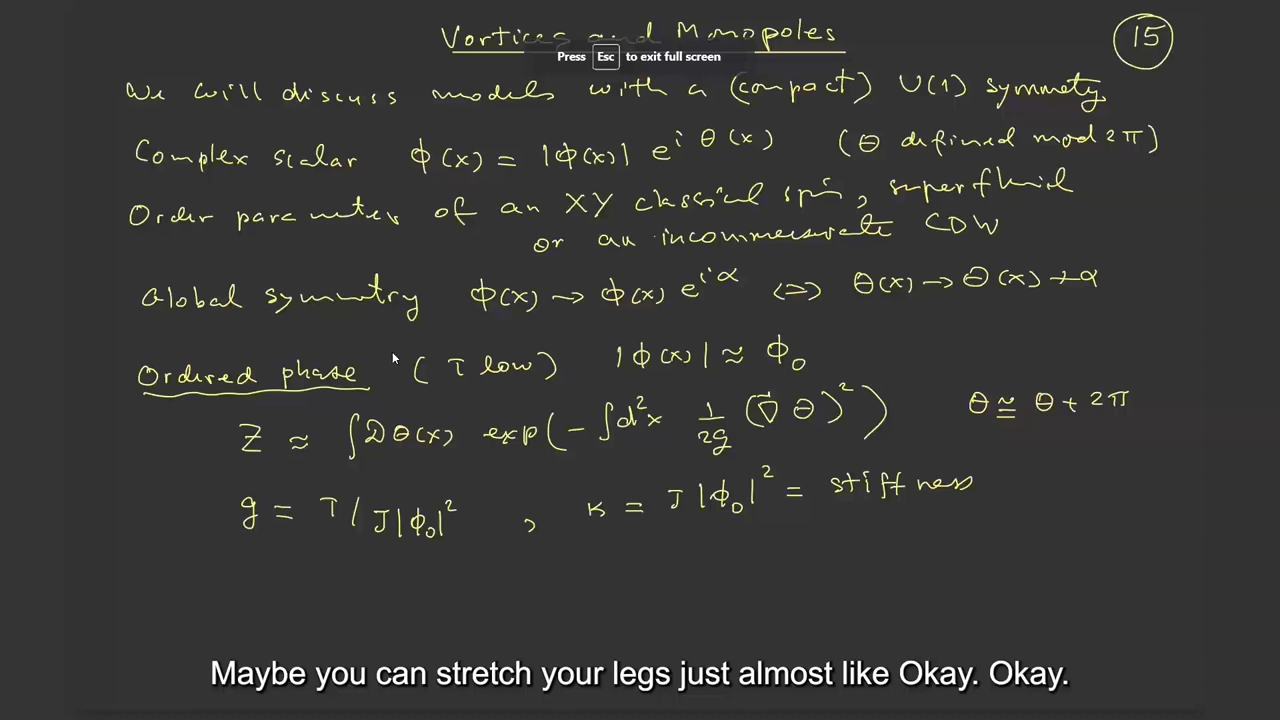 Vortices and Monopoles
15
Press Esc to exit full screen
We will discuss models with a (compact) U(1) symmetry
Complex scalar ϕ(x) = |ϕ(x)| e^{iθ(x)} (θ defined mod 2π)
Order parameter of an XY classical spin, superfluid
or an incommensurate CDW
Global symmetry ϕ(x) → ϕ(x) e^{iα} ⇔ θ(x) → θ(x) + α
Ordered phase (T low) |ϕ(x)| ≈ ϕ₀
Z ≈ ∫Dθ(x) exp(-∫d²x 1/2g (∇⃗θ)²) θ ≅ θ + 2π
g = T/J|ϕ₀|² , κ = J|ϕ₀|² = stiffness
Maybe you can stretch your legs just almost like Okay. Okay.